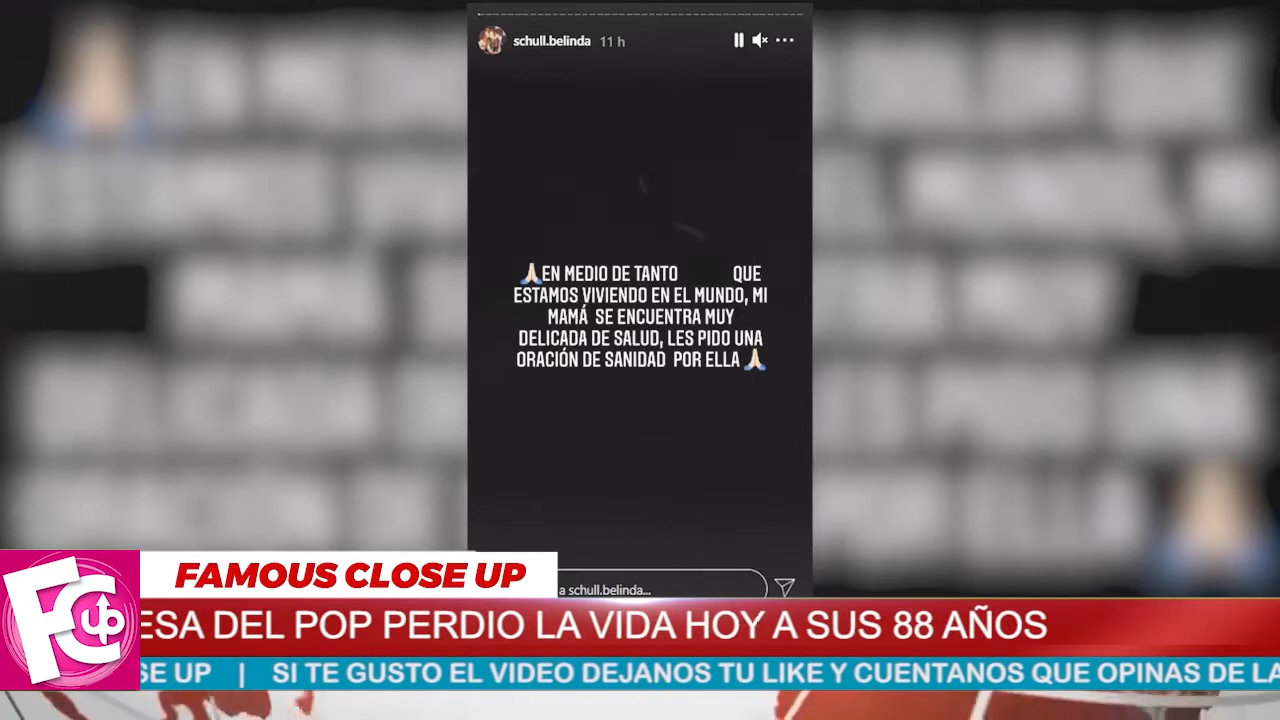 schull.belinda 11 h
🙏🏻EN MEDIO DE TANTO QUE
ESTAMOS VIVIENDO EN EL MUNDO, MI
MAMÁ SE ENCUENTRA MUY
DELICADA DE SALUD, LES PIDO UNA
ORACIÓN DE SANIDAD POR ELLA 🙏🏻
a schull.belinda...
FC up
FAMOUS CLOSE UP
ESA DEL POP PERDIO LA VIDA HOY A SUS 88 AÑOS
SE UP | SI TE GUSTO EL VIDEO DEJANOS TU LIKE Y CUENTANOS QUE OPINAS DE LA